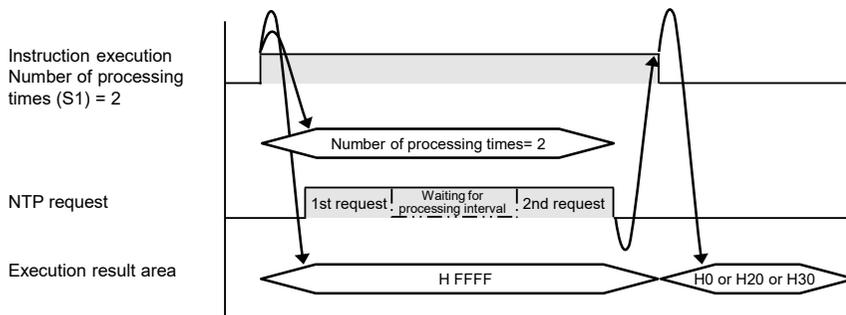 Instruction execution
Number of processing
times (S1) = 2
Number of processing times= 2
NTP request
1st request
Waiting for
processing interval
2nd request
Execution result area
H FFFF
H0 or H20 or H30